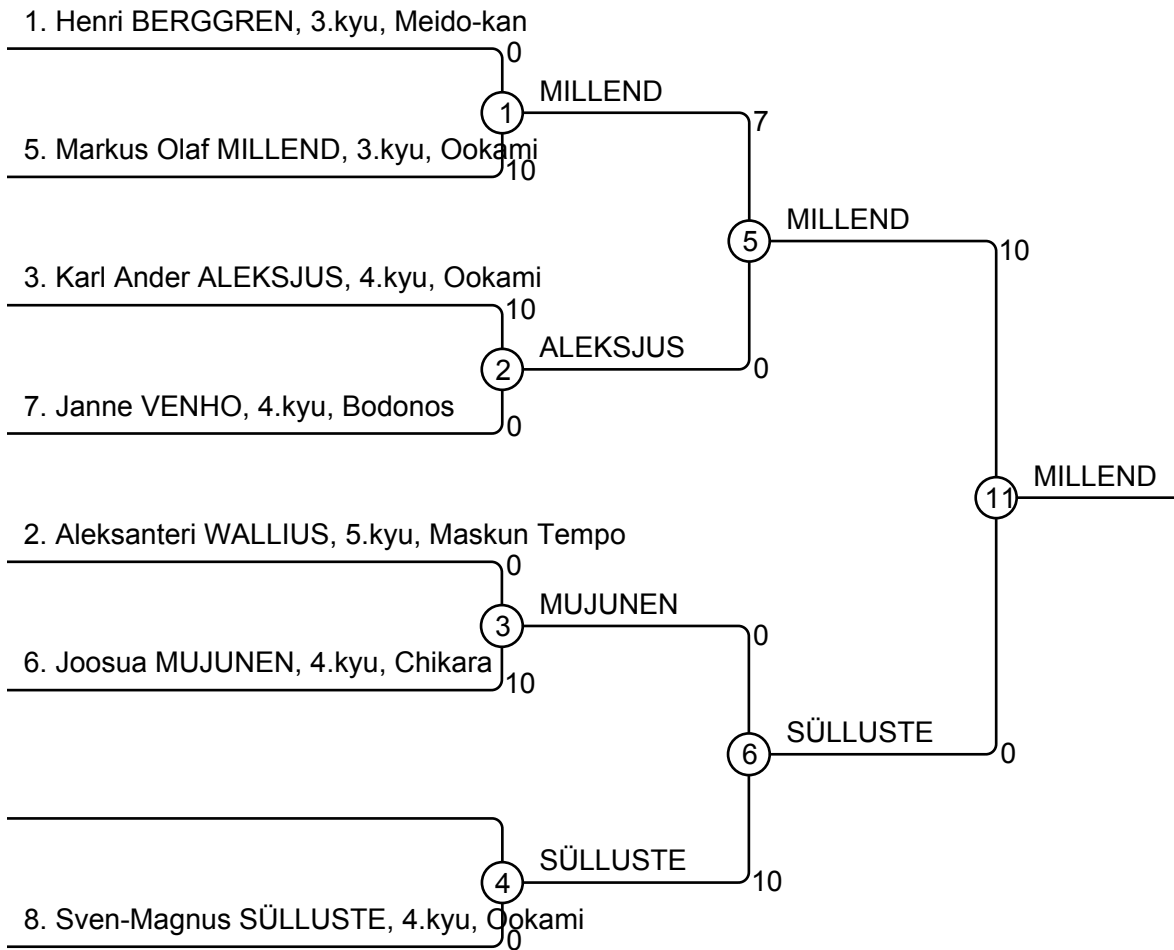 1. Henri BERGGREN, 3.kyu, Meido-kan
0
1 MILLEND
7
5. Markus Olaf MILLEND, 3.kyu, Ookami
10
5 MILLEND
10
3. Karl Ander ALEKSJUS, 4.kyu, Ookami
10
2 ALEKSJUS
0
7. Janne VENHO, 4.kyu, Bodonos
0
11 MILLEND
2. Aleksanteri WALLIUS, 5.kyu, Maskun Tempo
0
3 MUJUNEN
0
6. Joosua MUJUNEN, 4.kyu, Chikara
10
6 SÜLLUSTE
0
4 SÜLLUSTE
10
8. Sven-Magnus SÜLLUSTE, 4.kyu, Ookami
0